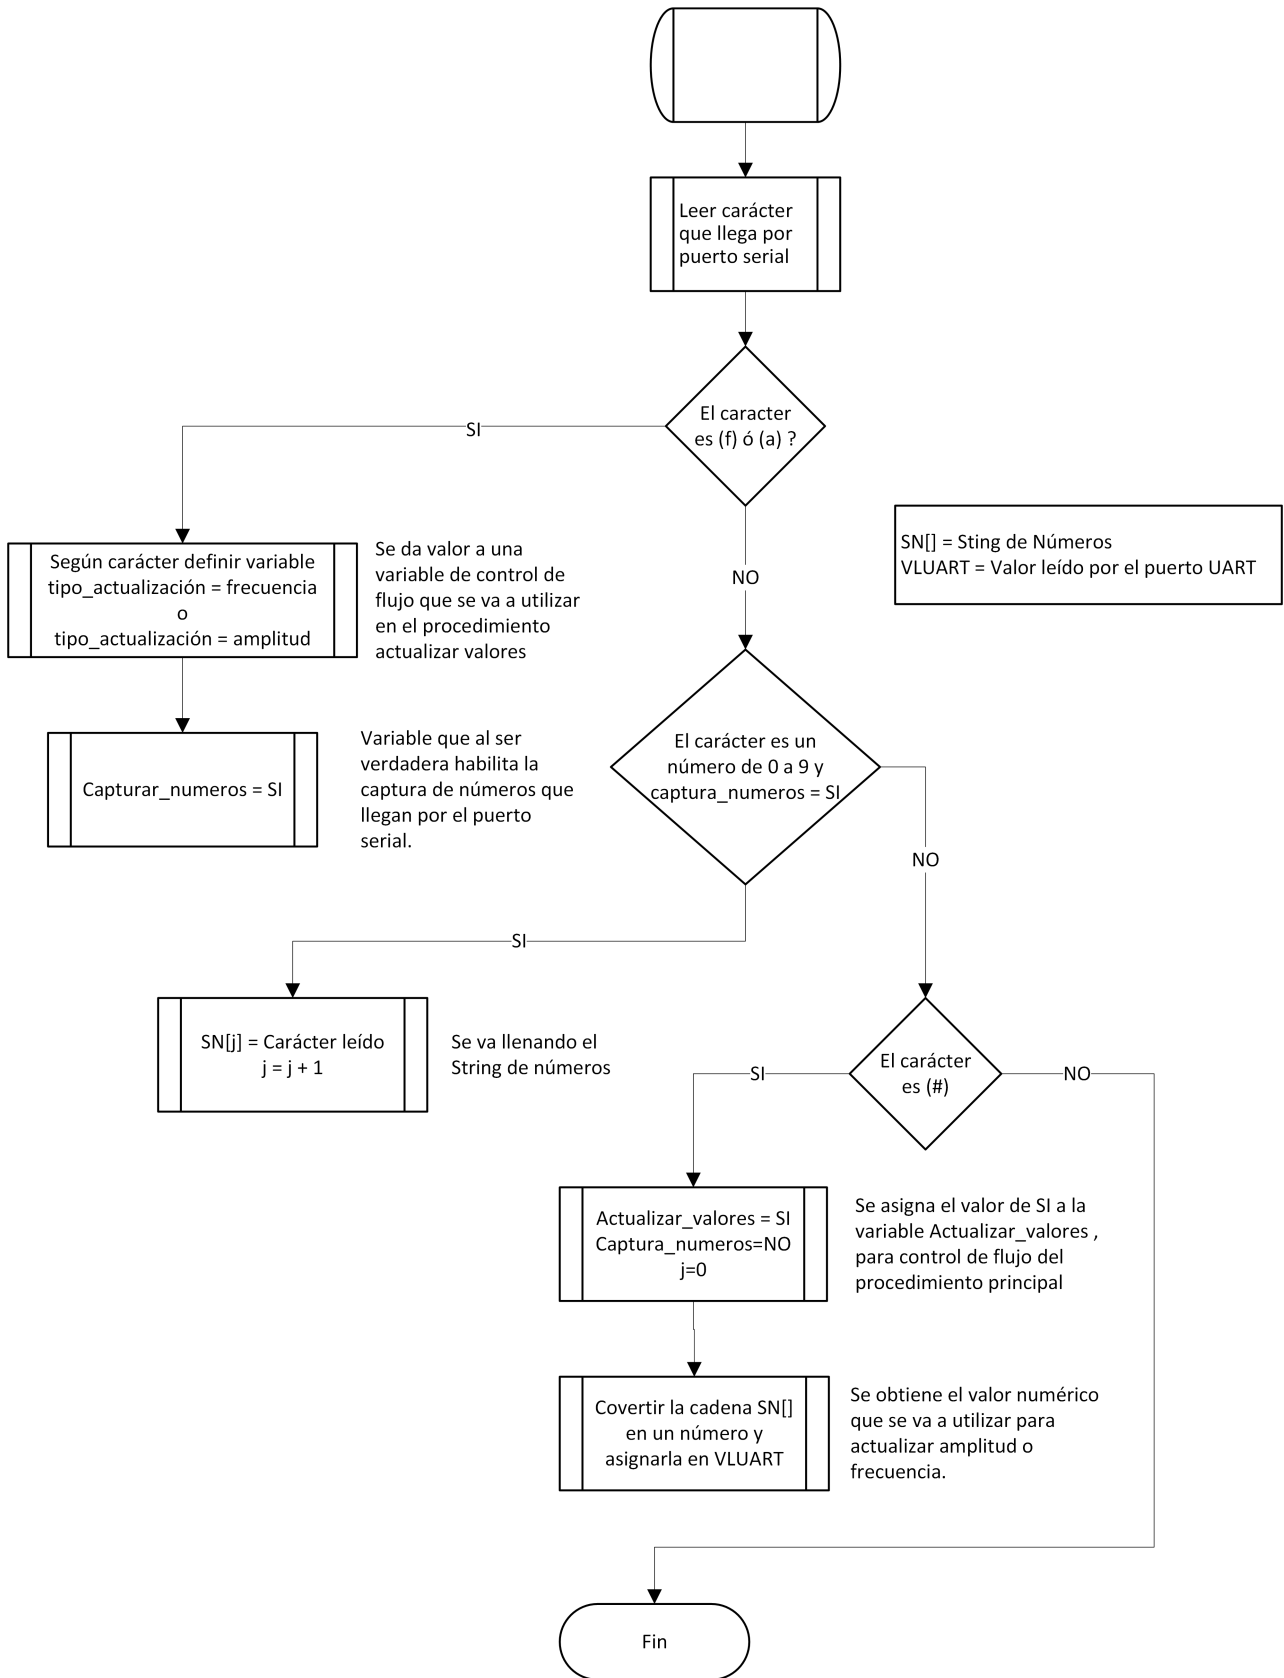 Leer carácter
que llega por
puerto serial
El caracter
es (f) ó (a) ?
SI
NO
SN[] = Sting de Números
VLUART = Valor leído por el puerto UART
Según carácter definir variable
tipo_actualización = frecuencia
o
tipo_actualización = amplitud
Se da valor a una
variable de control de
flujo que se va a utilizar
en el procedimiento
actualizar valores
Capturar_numeros = SI
Variable que al ser
verdadera habilita la
captura de números que
llegan por el puerto
serial.
El carácter es un
número de 0 a 9 y
captura_numeros = SI
NO
SI
SN[j] = Carácter leído
j = j + 1
Se va llenando el
String de números
El carácter
es (#)
SI
NO
Actualizar_valores = SI
Captura_numeros=NO
j=0
Se asigna el valor de SI a la
variable Actualizar_valores ,
para control de flujo del
procedimiento principal
Covertir la cadena SN[]
en un número y
asignarla en VLUART
Se obtiene el valor numérico
que se va a utilizar para
actualizar amplitud o
frecuencia.
Fin